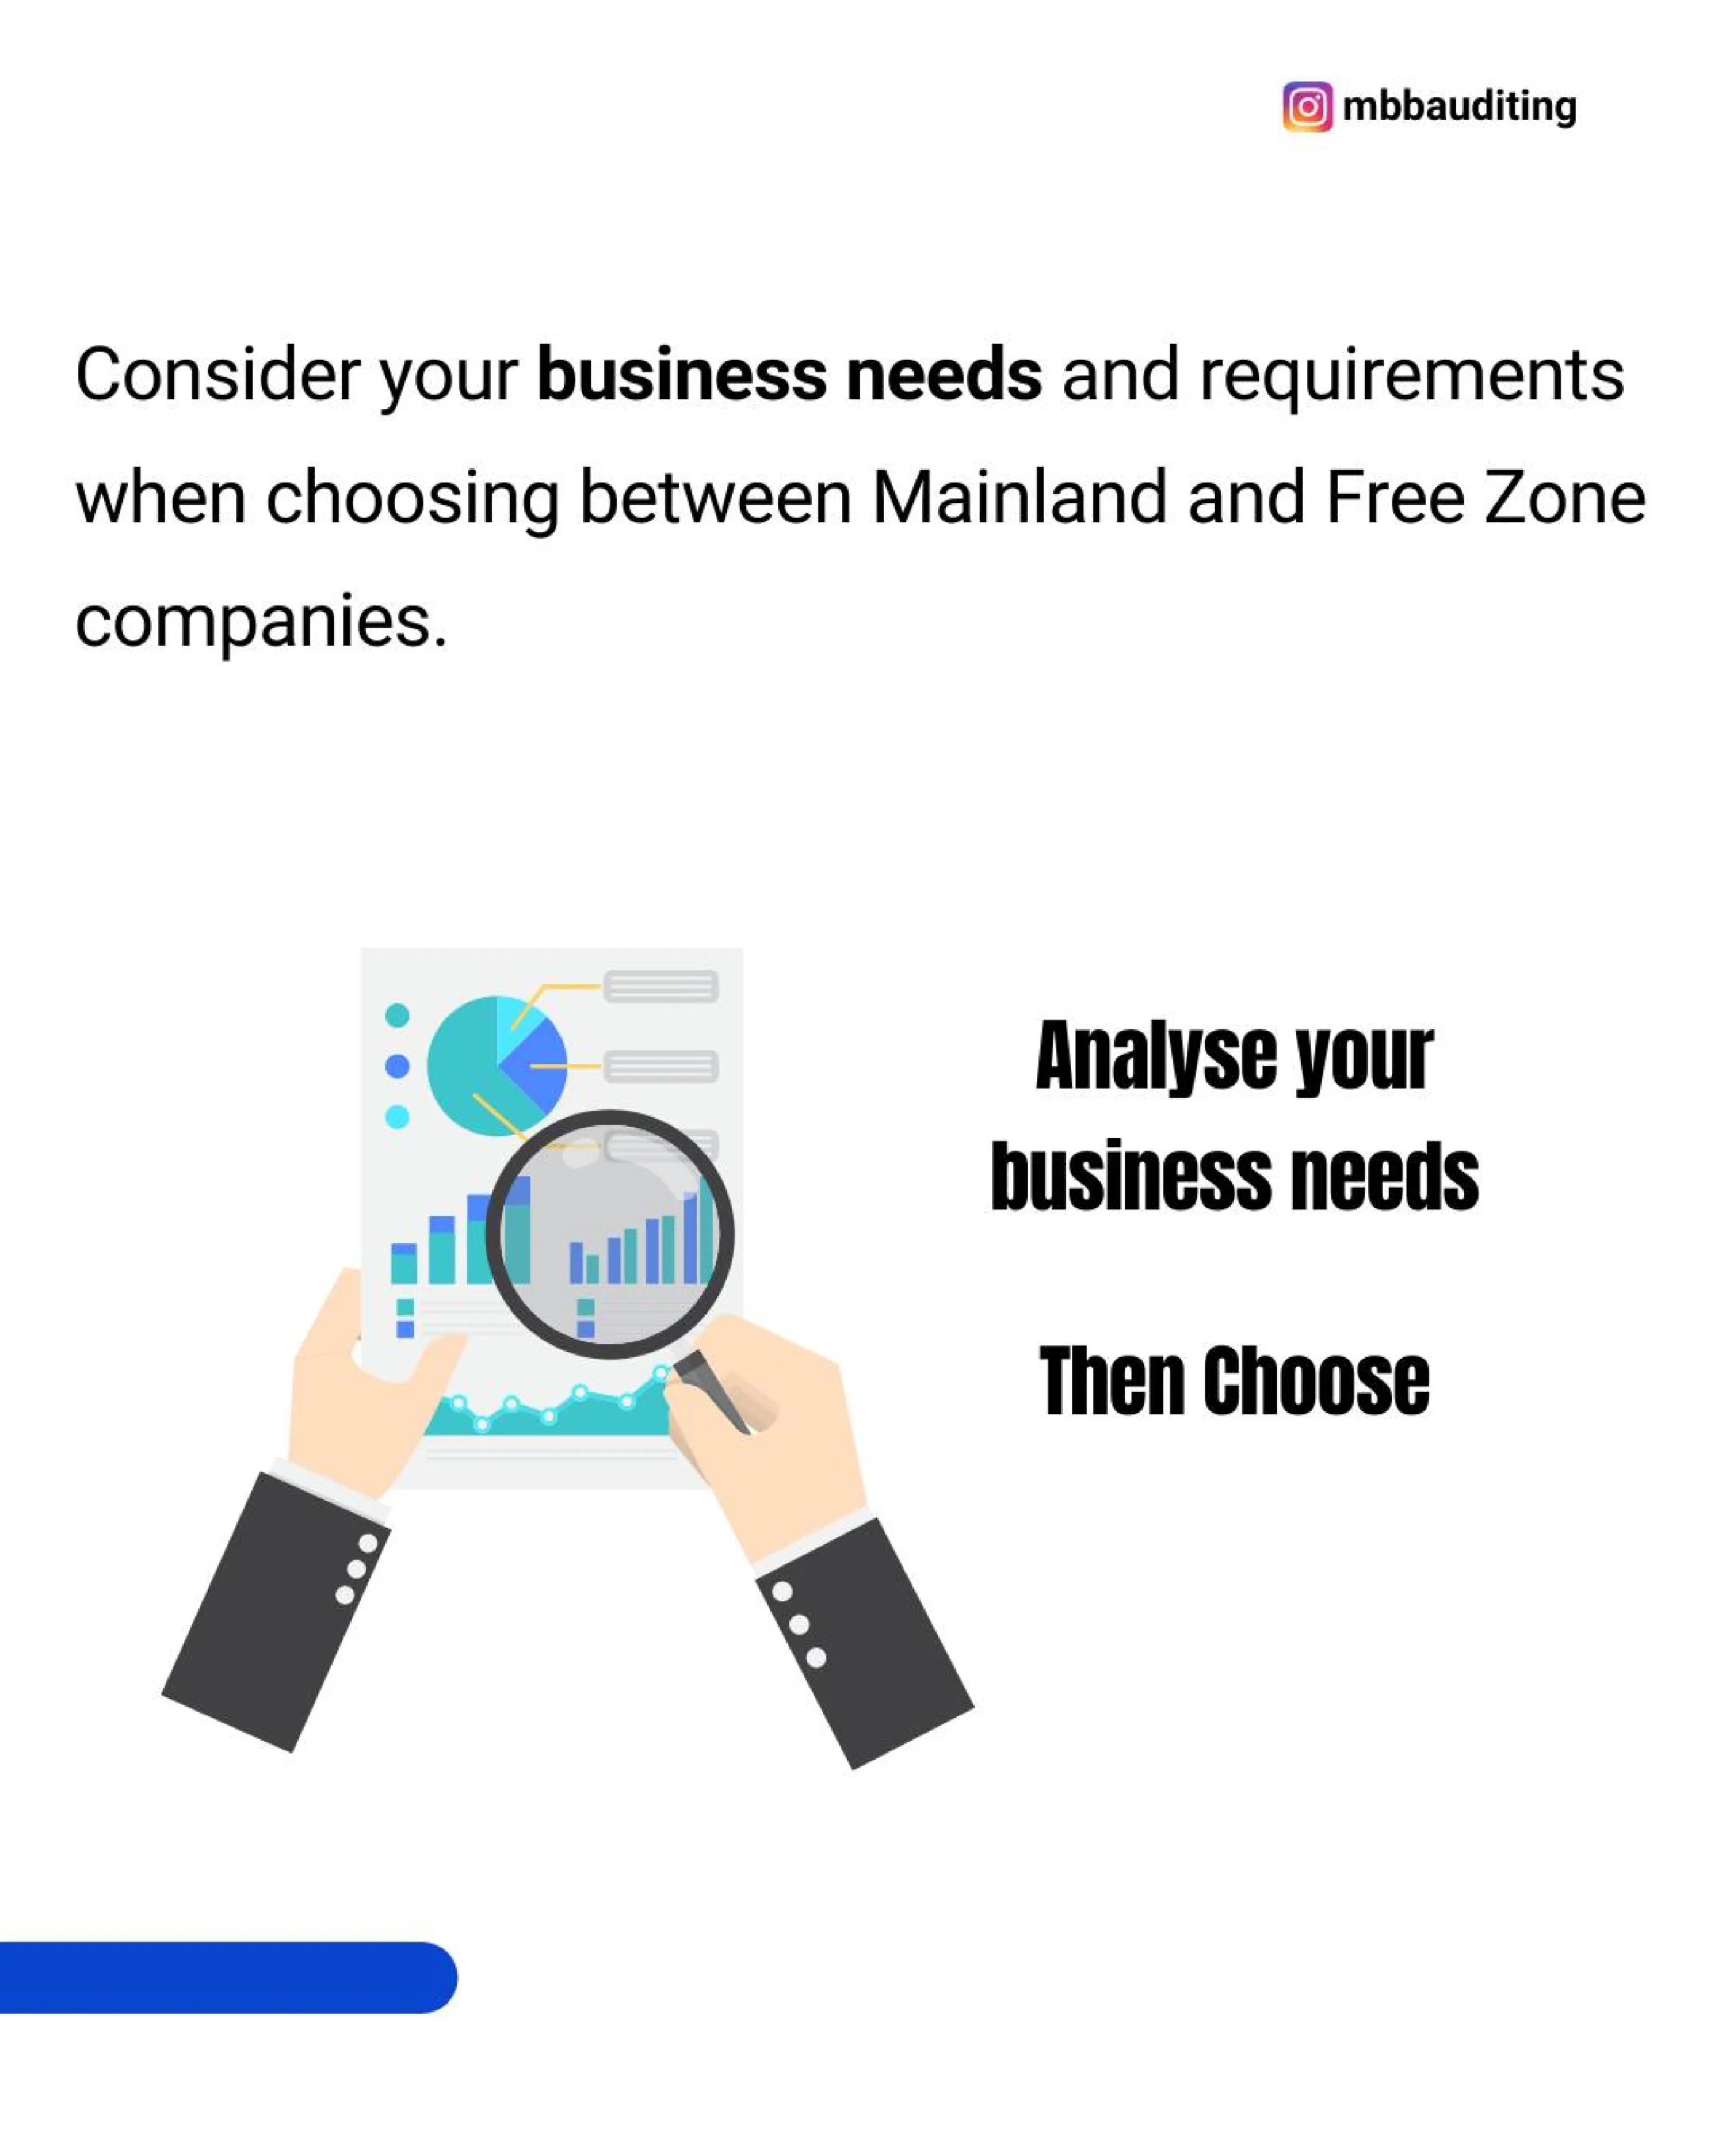 mbbauditing
Consider your business needs and requirements
when choosing between Mainland and Free Zone
companies.
Analyse your
business needs
Then Choose